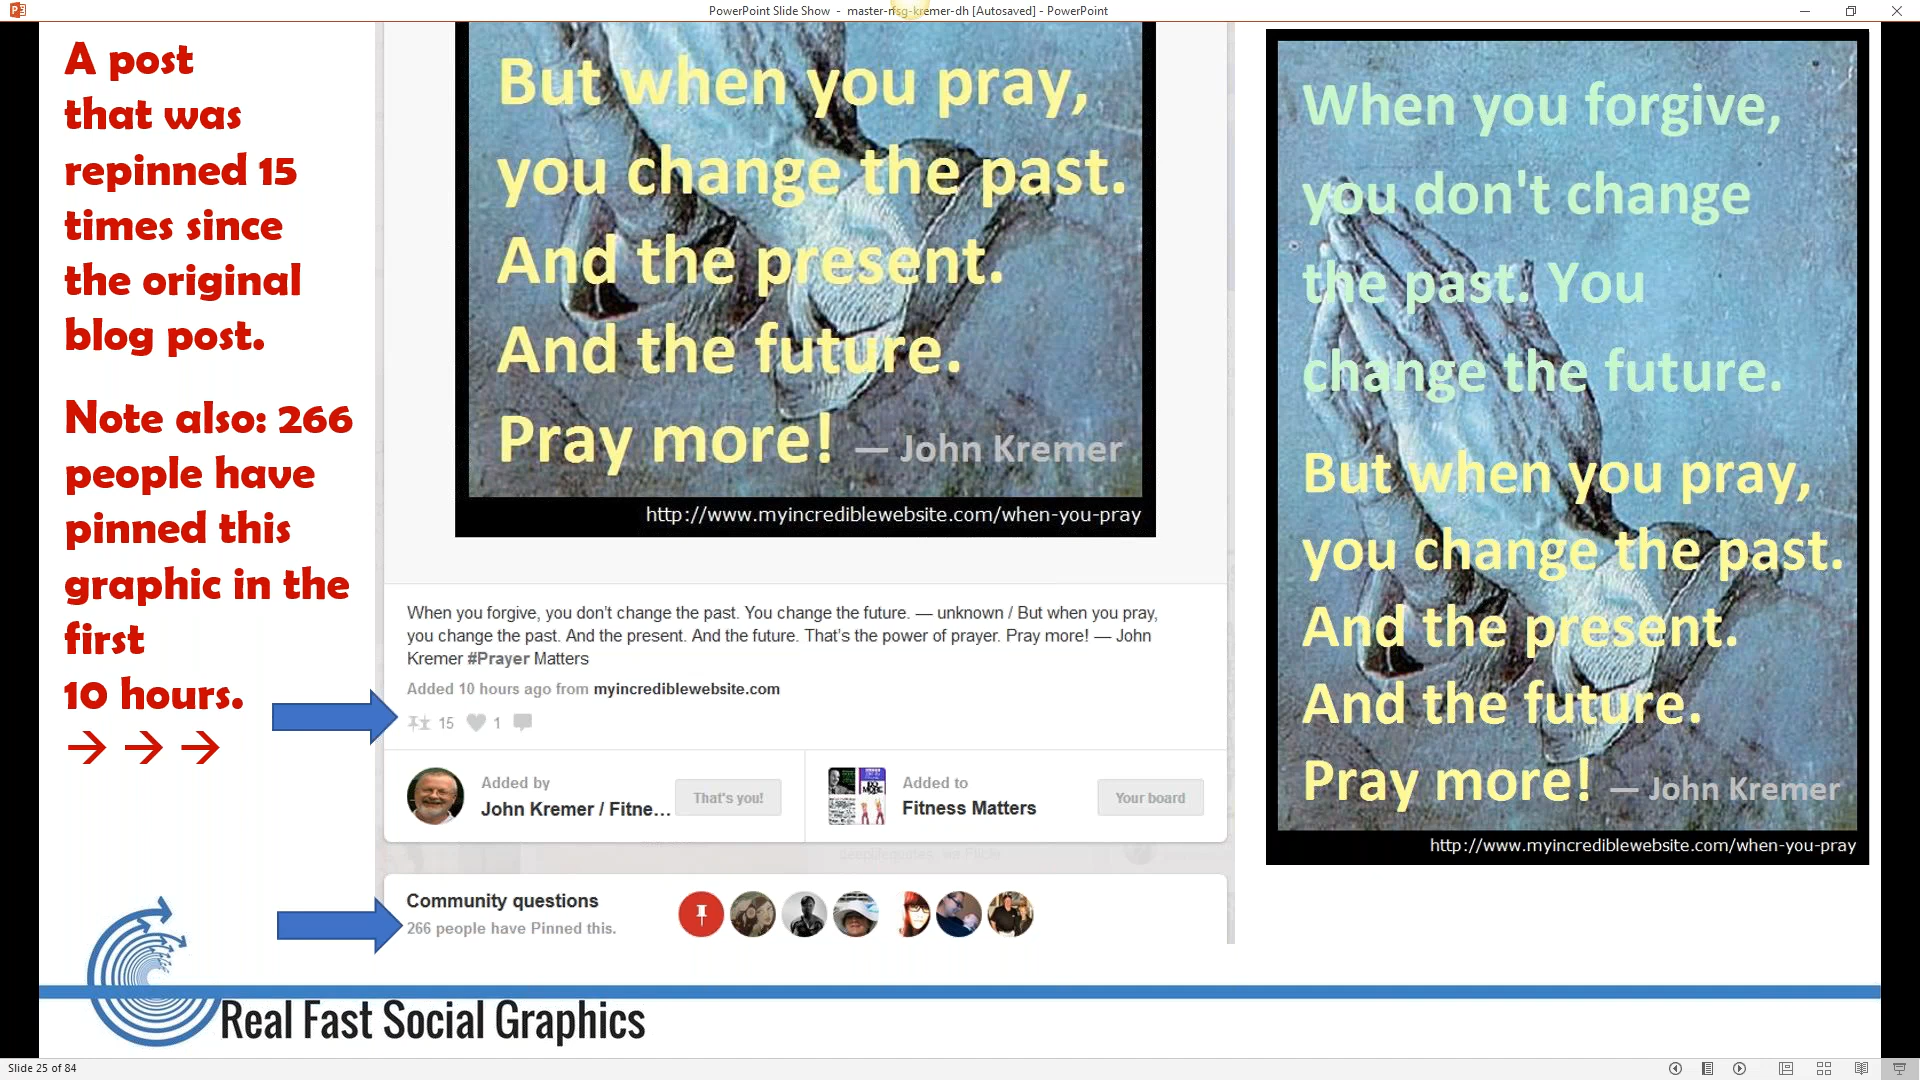 PowerPoint Slide Show - master-rfsg-kremer-dh [Autosaved] - PowerPoint
A post
that was
repinned 15
times since
the original
blog post.
Note also: 266
people have
pinned this
graphic in the
first
10 hours.
→ → →
But when you pray,
you change the past.
And the present.
And the future.
Pray more! — John Kremer
http://www.myincrediblewebsite.com/when-you-pray
When you forgive, you don't change the past. You change the future. — unknown / But when you pray,
you change the past. And the present. And the future. That's the power of prayer. Pray more! — John
Kremer #Prayer Matters
Added 10 hours ago from myincrediblewebsite.com
15 1
Added by
John Kremer / Fitne...
That's you!
Added to
Fitness Matters
Your board
Community questions
266 people have Pinned this.
When you forgive,
you don't change
the past. You
change the future.
But when you pray,
you change the past.
And the present.
And the future.
Pray more! — John Kremer
http://www.myincrediblewebsite.com/when-you-pray
Real Fast Social Graphics
Slide 25 of 84